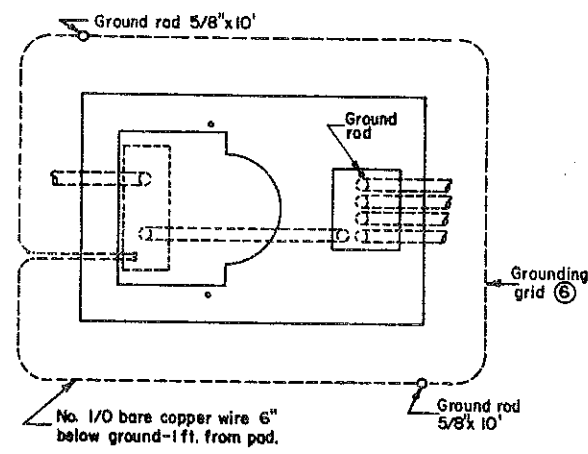 Ground rod 5/8"x10'
Ground
rod
Grounding
grid 6
No. 1/0 bare copper wire 6"
below ground-1 ft. from pad.
Ground rod
5/8"x 10'